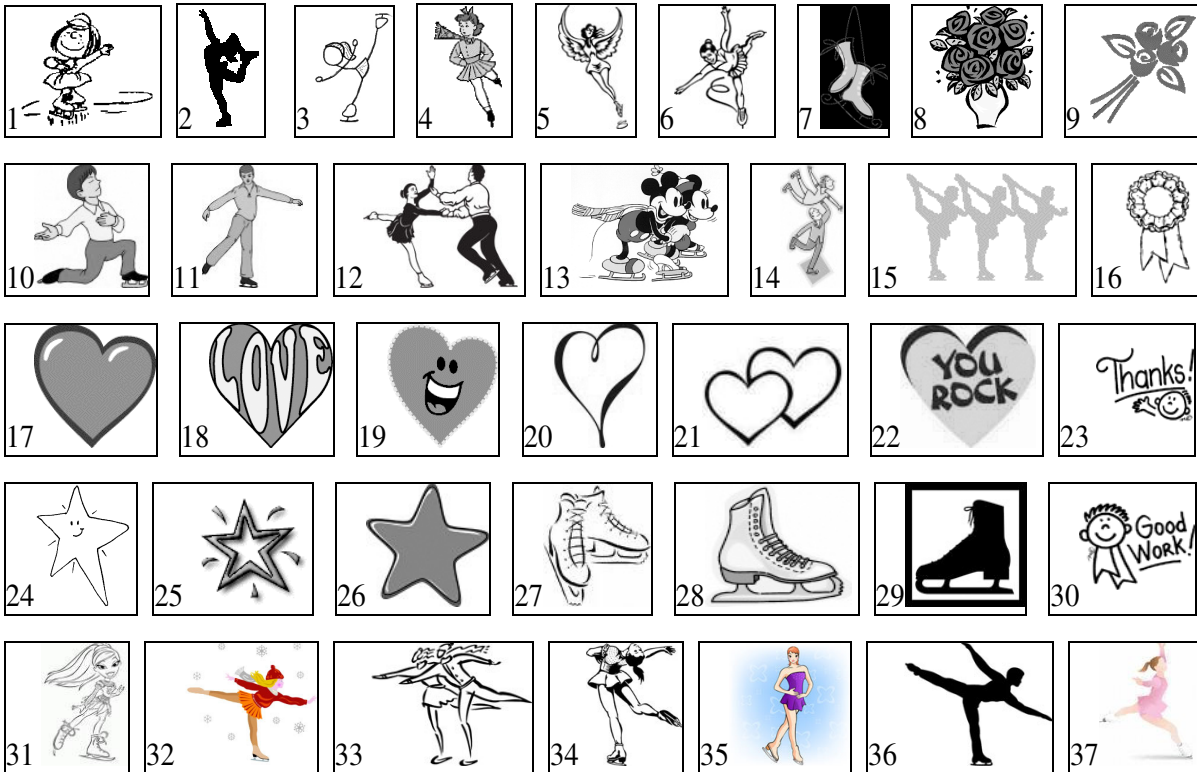 1 2 3 4 5 6 7 8 9
10 11 12 13 14 15 16
LOVE
YOU
ROCK
Thanks!
17 18 19 20 21 22 23
Good
Work!
24 25 26 27 28 29 30
31 32 33 34 35 36 37